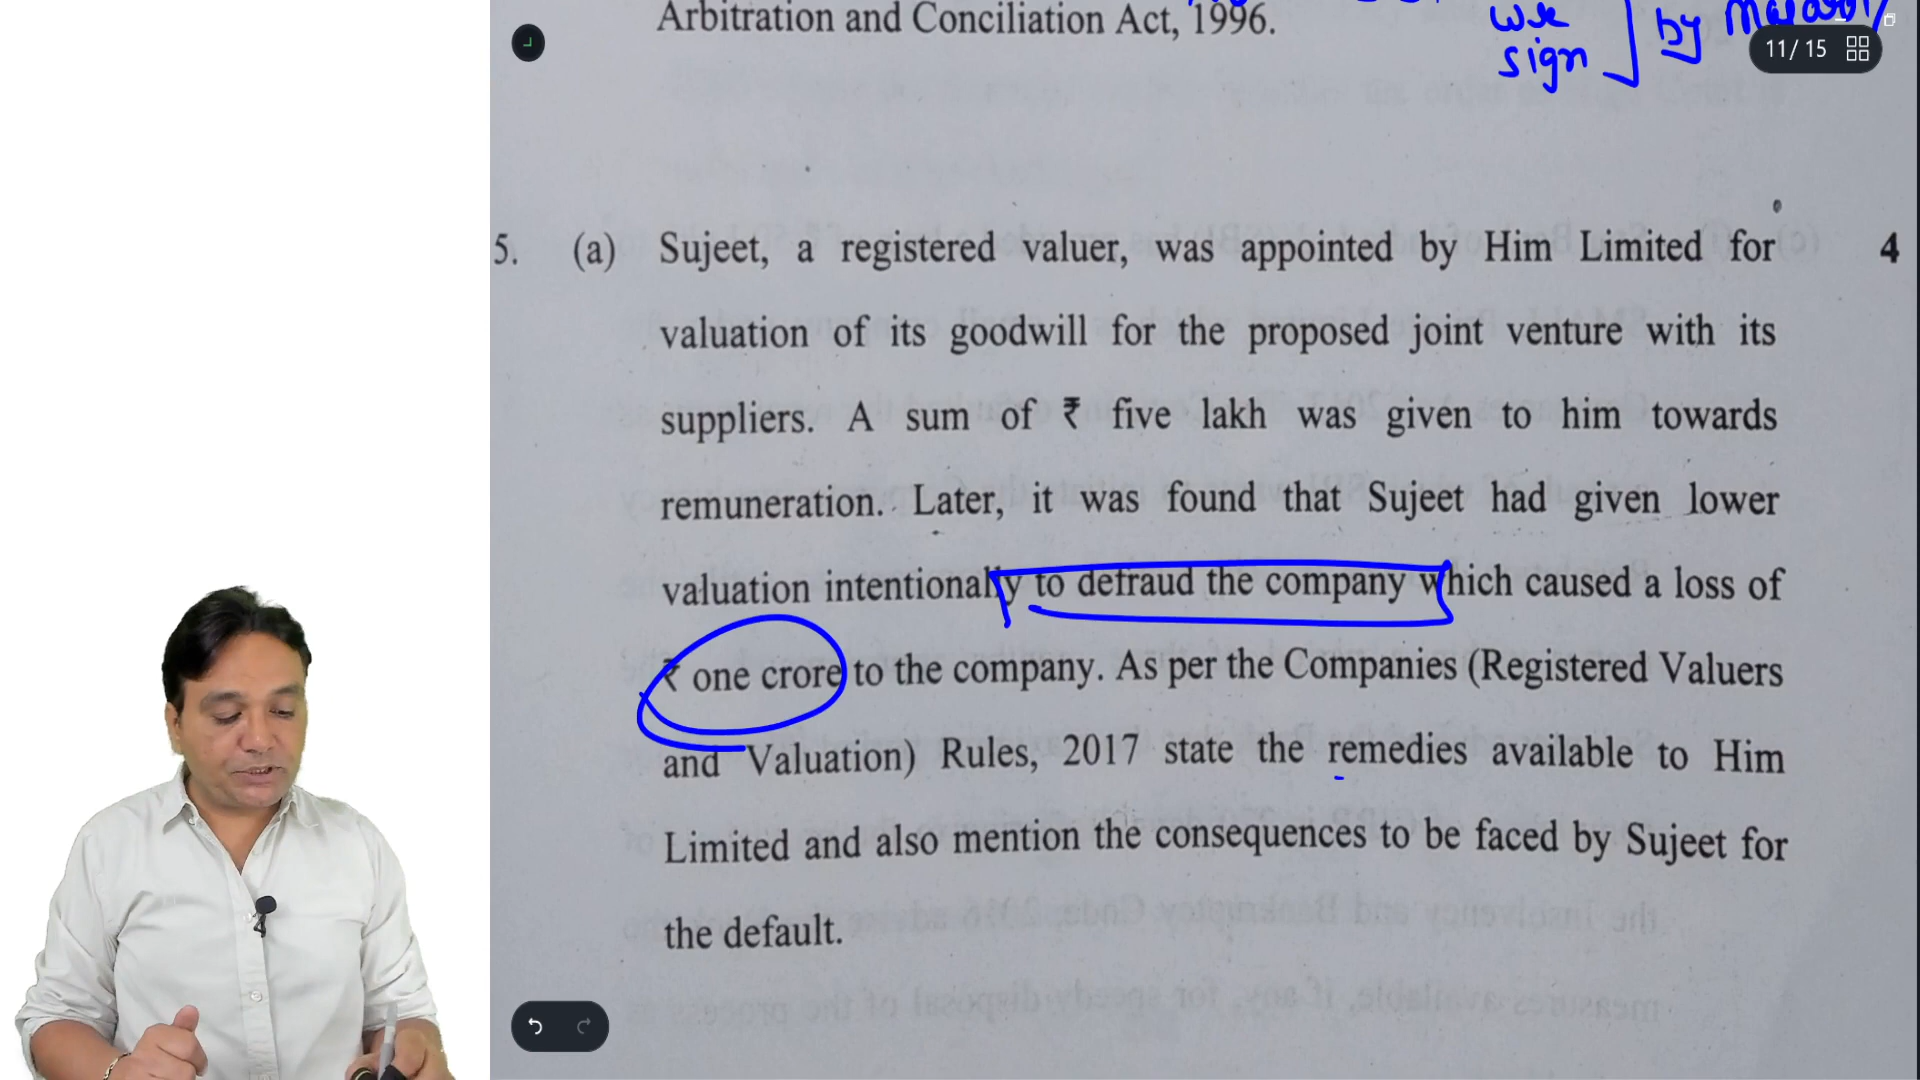 Arbitration and Conciliation Act, 1996.
use
sign
by
11/ 15
5. (a) Sujeet, a registered valuer, was appointed by Him Limited for 4
valuation of its goodwill for the proposed joint venture with its
suppliers. A sum of ₹ five lakh was given to him towards
remuneration. Later, it was found that Sujeet had given lower
valuation intentionally to defraud the company which caused a loss of
₹ one crore to the company. As per the Companies (Registered Valuers
and Valuation) Rules, 2017 state the remedies available to Him
Limited and also mention the consequences to be faced by Sujeet for
the default.